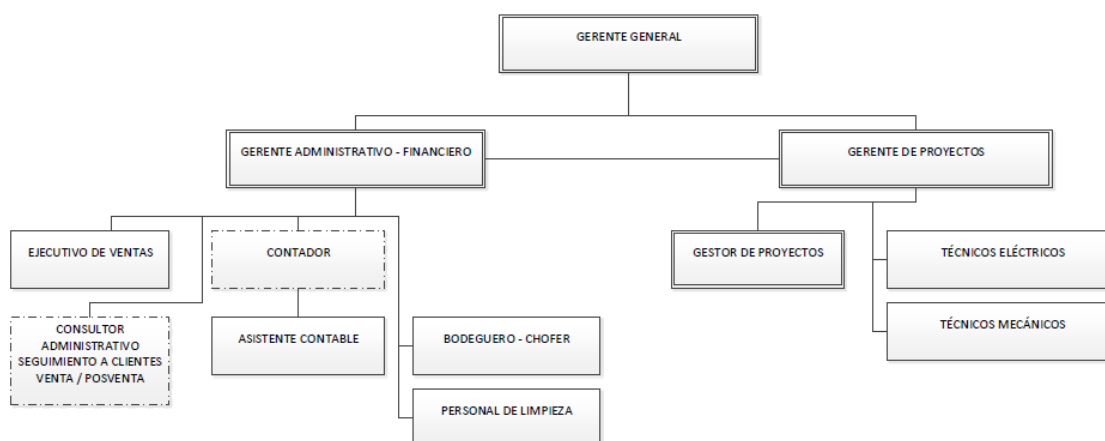 GERENTE GENERAL
GERENTE ADMINISTRATIVO - FINANCIERO
GERENTE DE PROYECTOS
EJECUTIVO DE VENTAS
CONTADOR
GESTOR DE PROYECTOS
TÉCNICOS ELÉCTRICOS
CONSULTOR
ADMINISTRATIVO
SEGUIMIENTO A CLIENTES
VENTA / POSVENTA
ASISTENTE CONTABLE
BODEGUERO - CHOFER
TÉCNICOS MECÁNICOS
PERSONAL DE LIMPIEZA